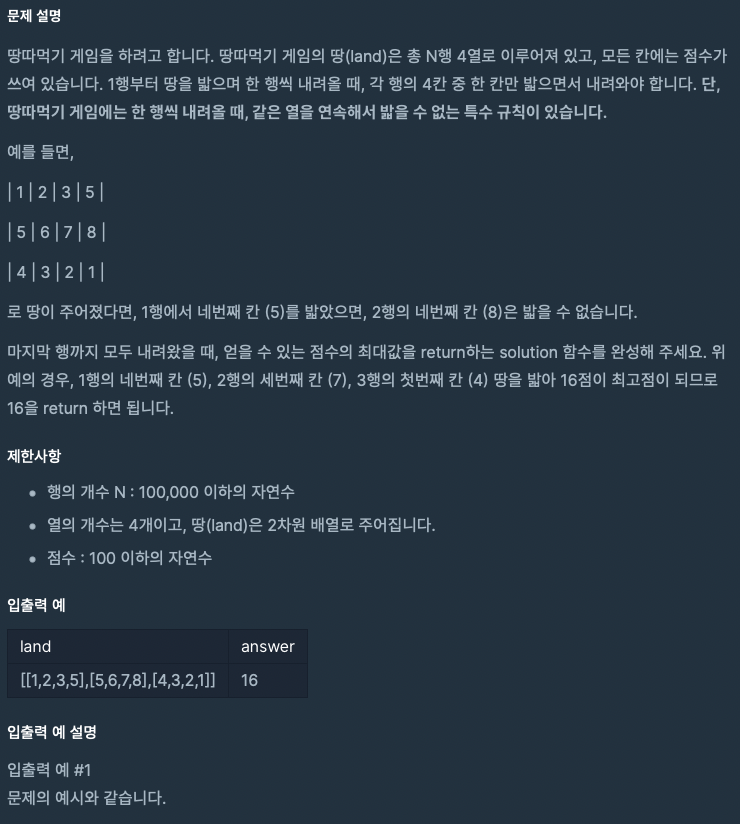 문제 설명
땅따먹기 게임을 하려고 합니다. 땅따먹기 게임의 땅(land)은 총 N행 4열로 이루어져 있고, 모든 칸에는 점수가
쓰여 있습니다. 1행부터 땅을 밟으며 한 행씩 내려올 때, 각 행의 4칸 중 한 칸만 밟으면서 내려와야 합니다. 단,
땅따먹기 게임에는 한 행씩 내려올 때, 같은 열을 연속해서 밟을 수 없는 특수 규칙이 있습니다.
예를 들면,
| 1 | 2 | 3 | 5 |
| 5 | 6 | 7 | 8 |
| 4 | 3 | 2 | 1 |
로 땅이 주어졌다면, 1행에서 네번째 칸 (5)를 밟았으면, 2행의 네번째 칸 (8)은 밟을 수 없습니다.
마지막 행까지 모두 내려왔을 때, 얻을 수 있는 점수의 최대값을 return하는 solution 함수를 완성해 주세요. 위
예의 경우, 1행의 네번째 칸 (5), 2행의 세번째 칸 (7), 3행의 첫번째 칸 (4) 땅을 밟아 16점이 최고점이 되므로
16을 return 하면 됩니다.
제한사항
• 행의 개수 N : 100,000 이하의 자연수
• 열의 개수는 4개이고, 땅(land)은 2차원 배열로 주어집니다.
• 점수 : 100 이하의 자연수
입출력 예
land answer
[[1,2,3,5],[5,6,7,8],[4,3,2,1]] 16
입출력 예 설명
입출력 예 #1
문제의 예시와 같습니다.